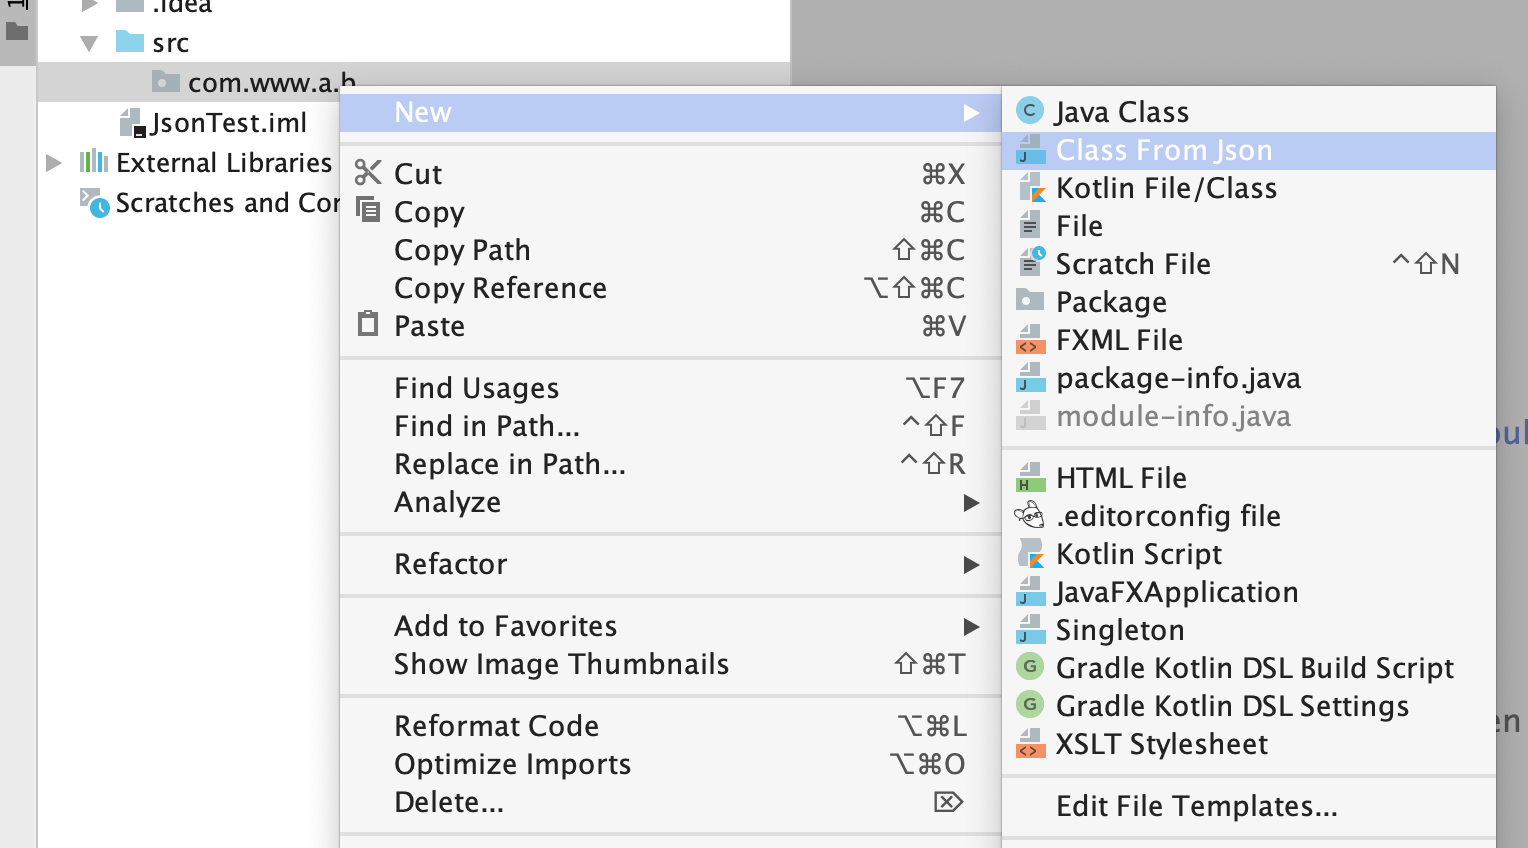 .idea
src
com.www.a.b
JsonTest.iml
External Libraries
Scratches and Cor
New
Cut ⌘X
Copy ⌘C
Copy Path ⇧⌘C
Copy Reference ⌥⇧⌘C
Paste ⌘V
Find Usages ⌥F7
Find in Path... ^⇧F
Replace in Path... ^⇧R
Analyze
Refactor
Add to Favorites
Show Image Thumbnails ⇧⌘T
Reformat Code ⌥⌘L
Optimize Imports ⌥⌘O
Delete... ⌦
Java Class
Class From Json
Kotlin File/Class
File
Scratch File ^⇧N
Package
FXML File
package-info.java
module-info.java
HTML File
.editorconfig file
Kotlin Script
JavaFXApplication
Singleton
Gradle Kotlin DSL Build Script
Gradle Kotlin DSL Settings
XSLT Stylesheet
Edit File Templates...